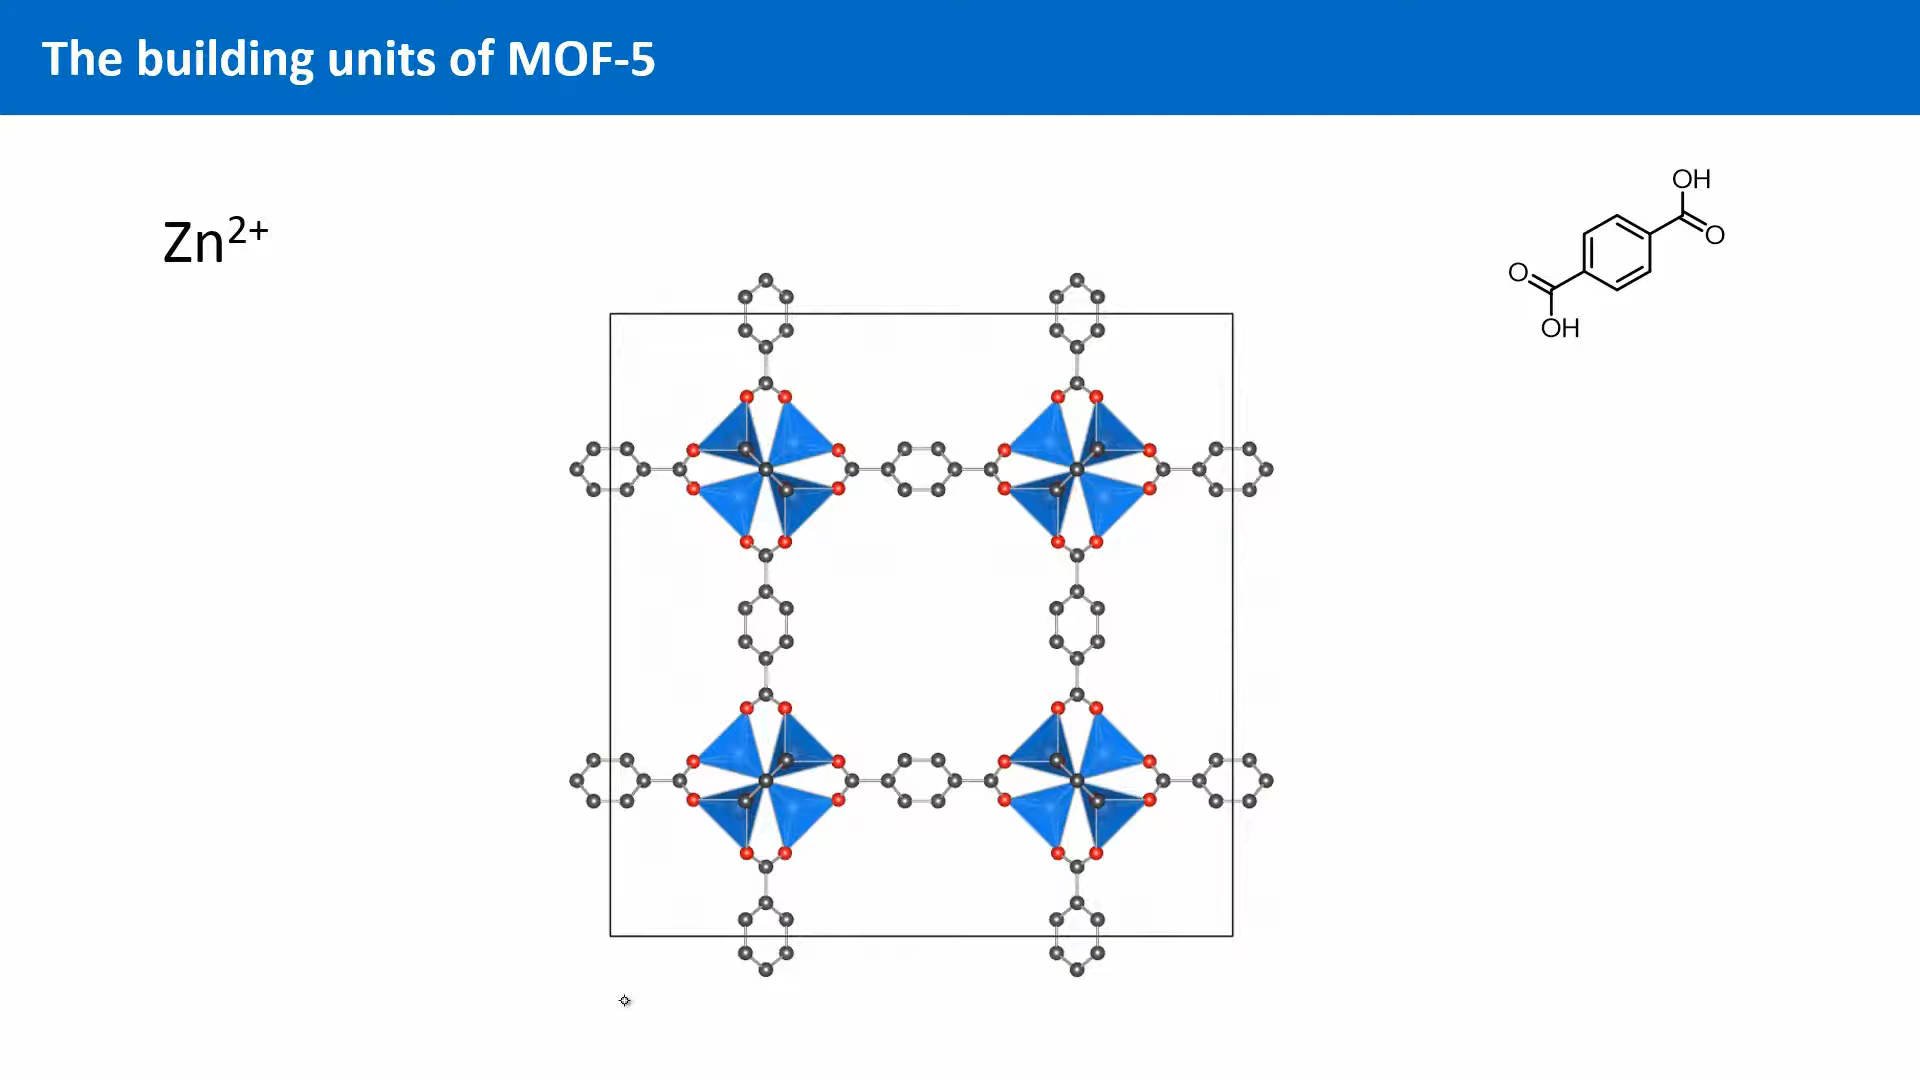 The building units of MOF-5
Zn²⁺
OH
O
O
OH